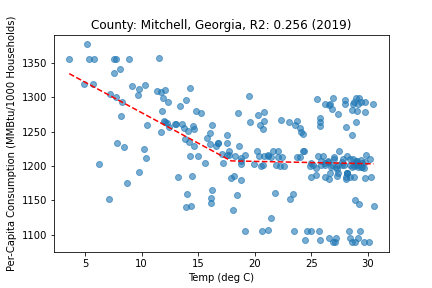 County: Mitchell, Georgia, R2: 0.256 (2019)
Per-Capita Consumption (MMBtu/1000 Households)
1350
1300
1250
1200
1150
1100
5 10 15 20 25 30
Temp (deg C)